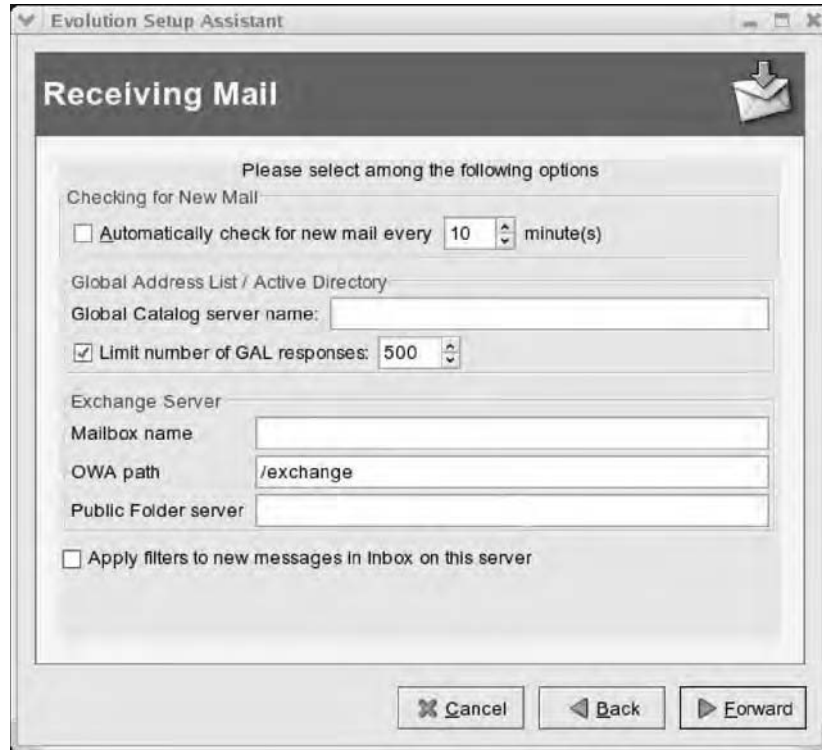 Evolution Setup Assistant
Receiving Mail
Please select among the following options
Checking for New Mail
Automatically check for new mail every 10 minute(s)
Global Address List / Active Directory
Global Catalog server name:
Limit number of GAL responses: 500
Exchange Server
Mailbox name
OWA path /exchange
Public Folder server
Apply filters to new messages in Inbox on this server
Cancel Back Forward